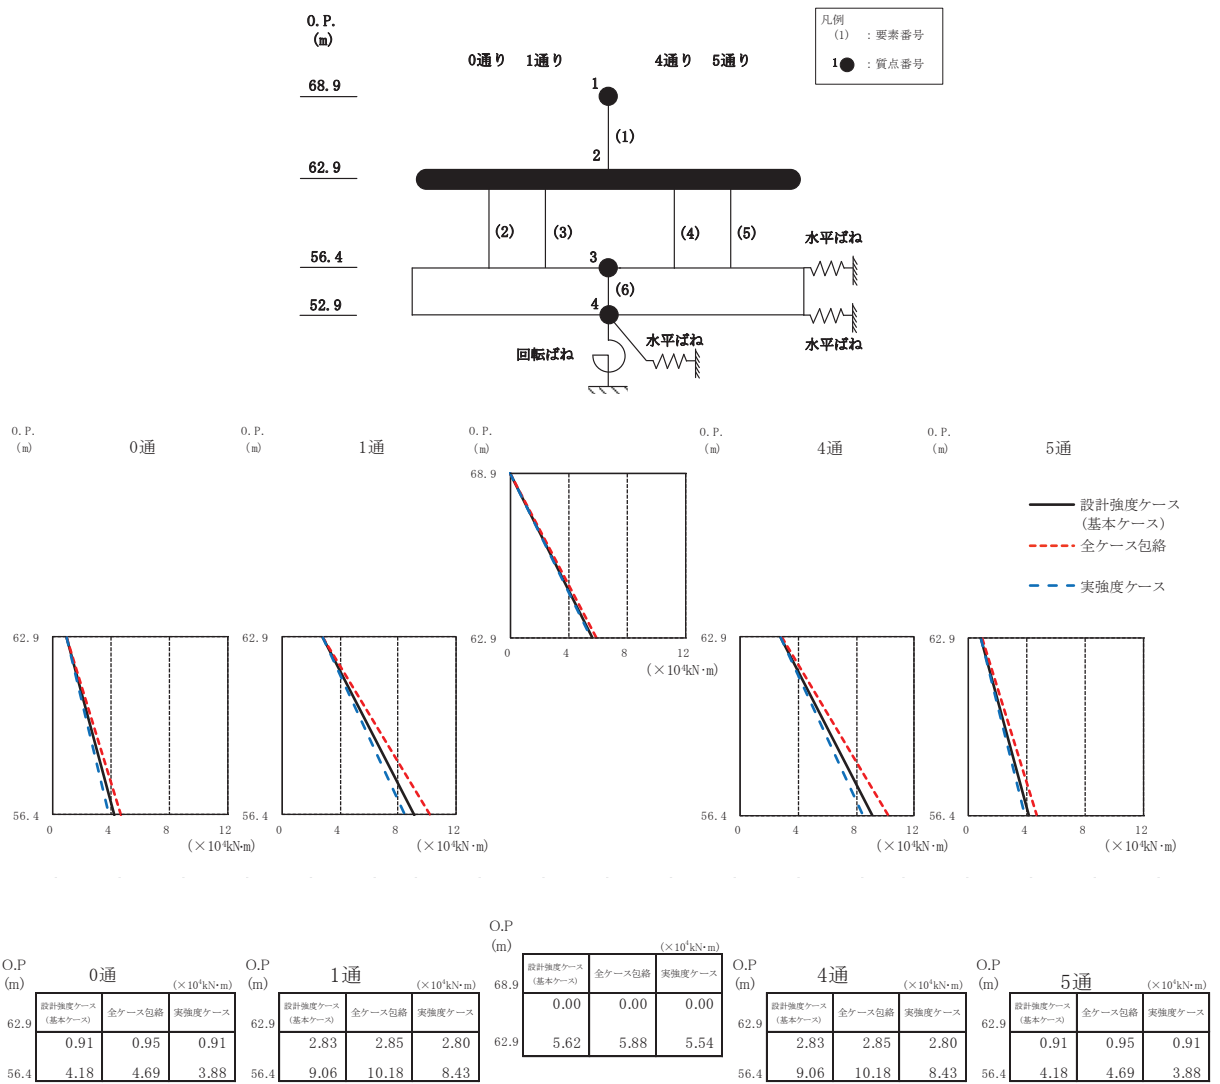 O.P.
(m)
凡例
(1) : 要素番号
1 : 質点番号
0通り 1通り 4通り 5通り
68.9
1
(1)
2
62.9
(2) (3) (4) (5)
水平ばね
56.4
3
(6)
52.9
4
水平ばね 水平ばね
回転ばね
O.P.
(m)
0通
O.P.
(m)
1通
O.P.
(m)
O.P.
(m)
4通
O.P.
(m)
5通
68.9
62.9
0 4 8 12
(×10⁴kN・m)
設計強度ケース
(基本ケース)
全ケース包絡
実強度ケース
62.9
56.4
0 4 8 12
(×10⁴kN・m)
62.9
56.4
0 4 8 12
(×10⁴kN・m)
62.9
56.4
0 4 8 12
(×10⁴kN・m)
62.9
56.4
0 4 8 12
(×10⁴kN・m)
O.P
(m)
0通 (×10⁴kN・m)
設計強度ケース
(基本ケース) 全ケース包絡 実強度ケース
62.9 0.91 0.95 0.91
56.4 4.18 4.69 3.88
O.P
(m)
1通 (×10⁴kN・m)
設計強度ケース
(基本ケース) 全ケース包絡 実強度ケース
62.9 2.83 2.85 2.80
56.4 9.06 10.18 8.43
O.P
(m) (×10⁴kN・m)
設計強度ケース
(基本ケース) 全ケース包絡 実強度ケース
68.9 0.00 0.00 0.00
62.9 5.62 5.88 5.54
O.P
(m)
4通 (×10⁴kN・m)
設計強度ケース
(基本ケース) 全ケース包絡 実強度ケース
62.9 2.83 2.85 2.80
56.4 9.06 10.18 8.43
O.P
(m)
5通 (×10⁴kN・m)
設計強度ケース
(基本ケース) 全ケース包絡 実強度ケース
62.9 0.91 0.95 0.91
56.4 4.18 4.69 3.88